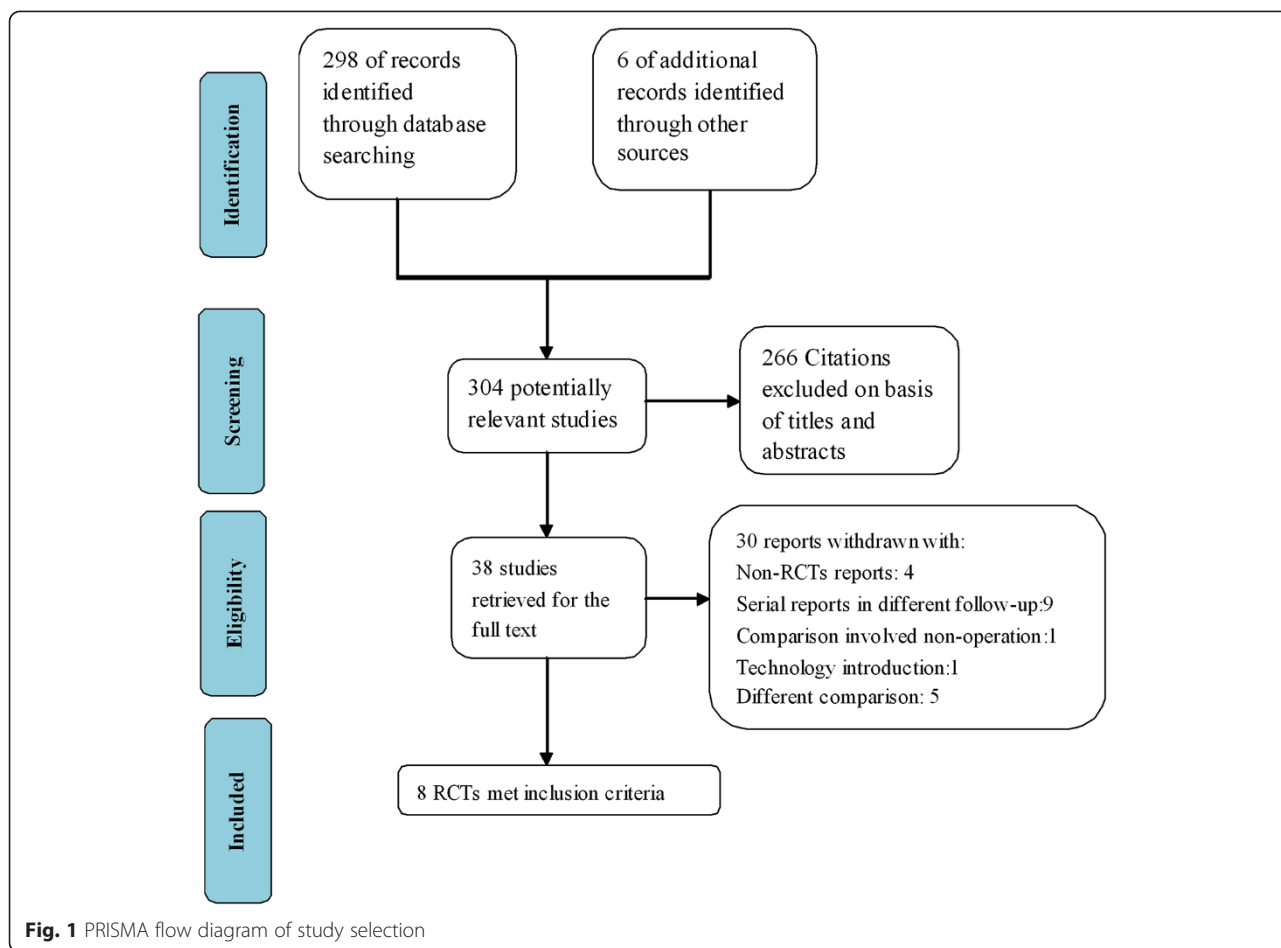 Identification
298 of records
identified
through database
searching
6 of additional
records identified
through other
sources
Screening
304 potentially
relevant studies
266 Citations
excluded on basis
of titles and
abstracts
Eligibility
38 studies
retrieved for the
full text
30 reports withdrawn with:
Non-RCTs reports: 4
Serial reports in different follow-up:9
Comparison involved non-operation:1
Technology introduction:1
Different comparison: 5
Included
8 RCTs met inclusion criteria
Fig. 1 PRISMA flow diagram of study selection